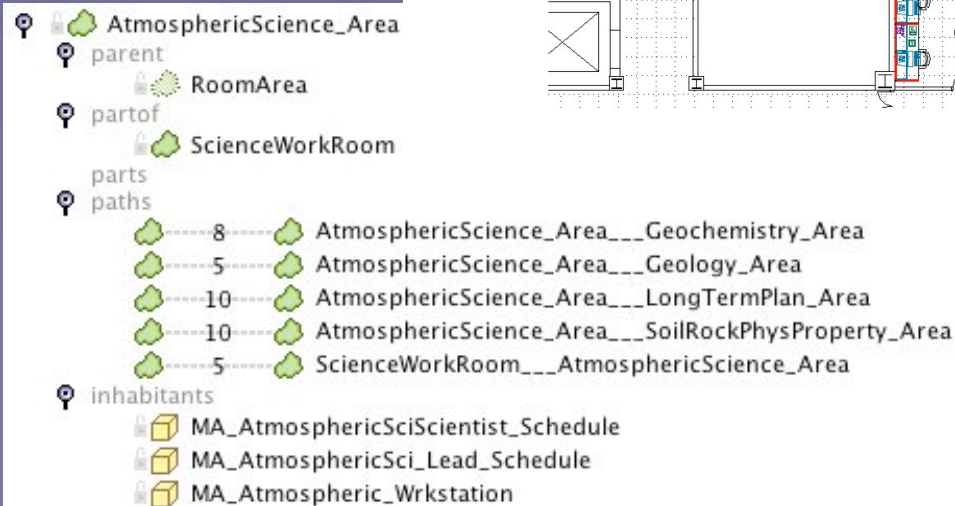 AtmosphericScience_Area
parent
RoomArea
partof
ScienceWorkRoom
parts
paths
8 AtmosphericScience_Area___Geochemistry_Area
5 AtmosphericScience_Area___Geology_Area
10 AtmosphericScience_Area___LongTermPlan_Area
10 AtmosphericScience_Area___SoilRockPhysProperty_Area
5 ScienceWorkRoom___AtmosphericScience_Area
inhabitants
MA_AtmosphericSciScientist_Schedule
MA_AtmosphericSci_Lead_Schedule
MA_Atmospheric_Wrkstation